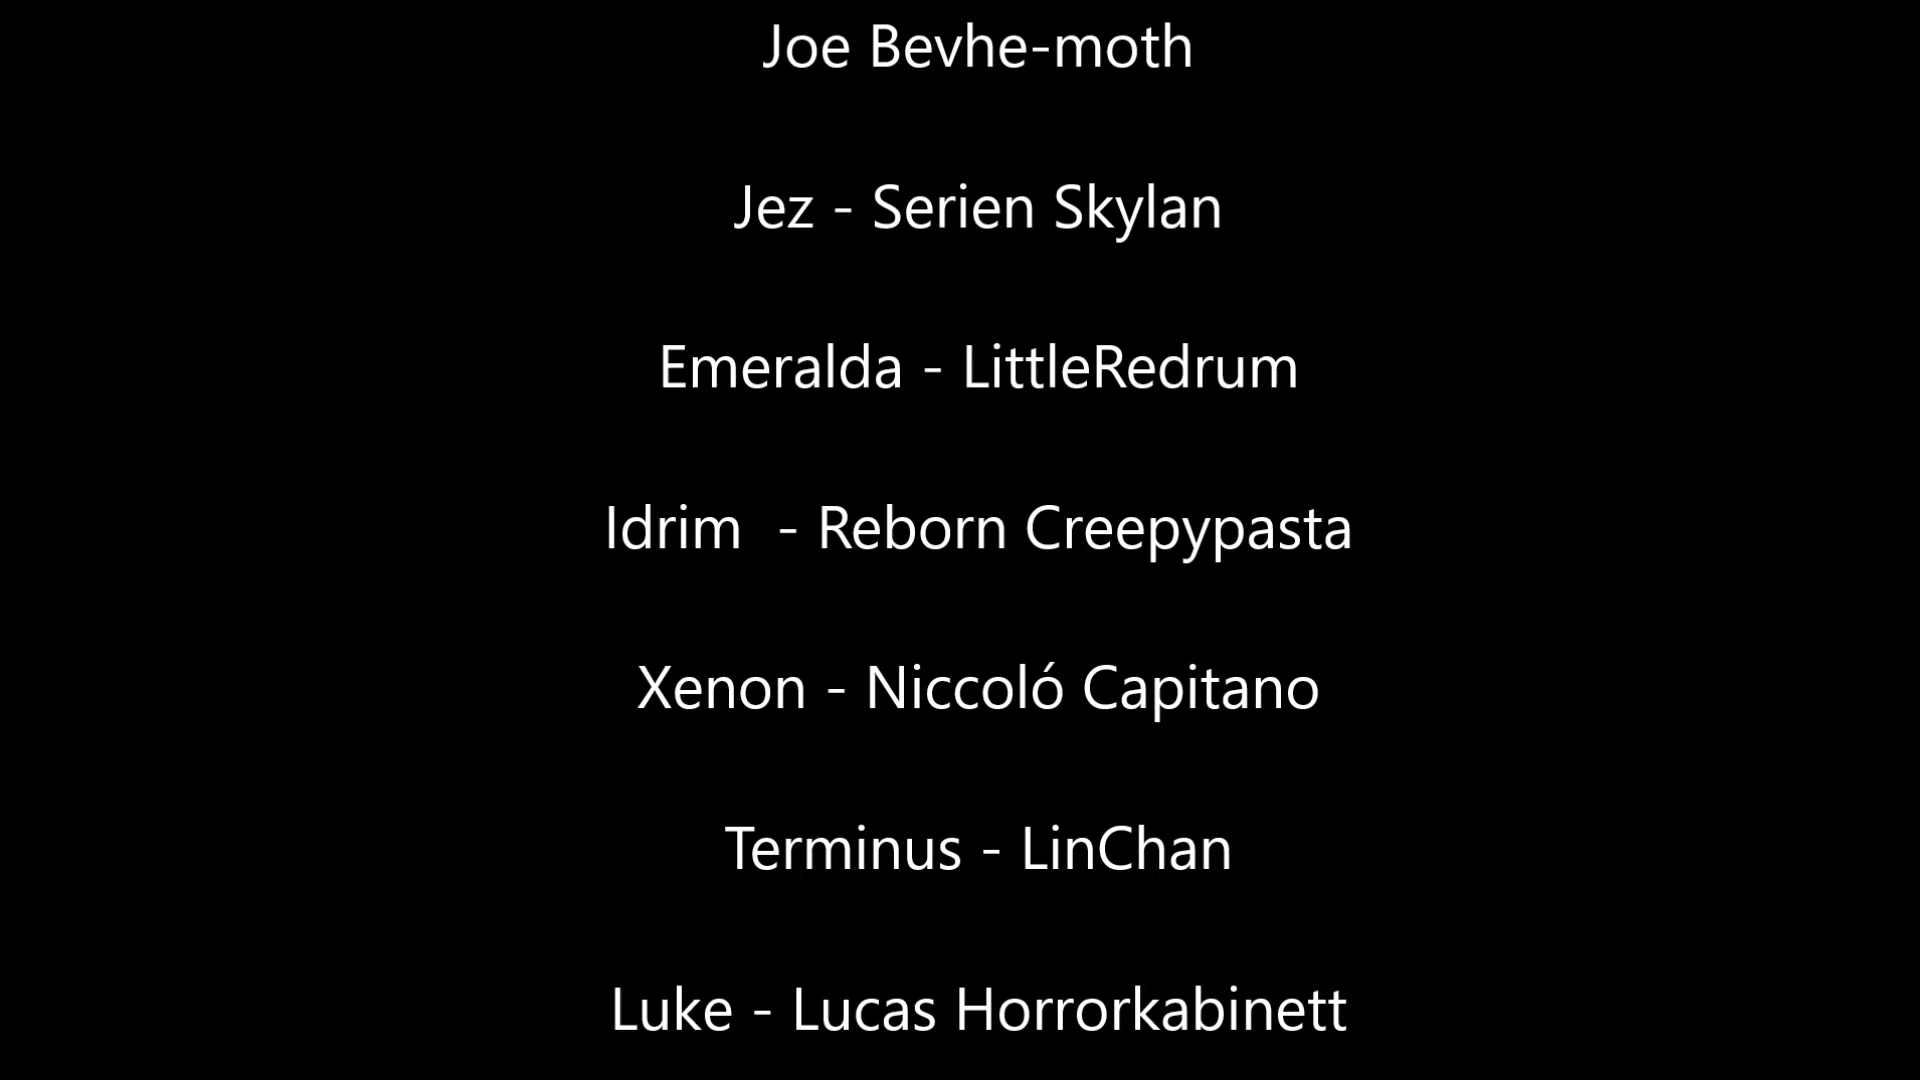 Joe Bevhe-moth
Jez - Serien Skylan
Emeralda - LittleRedrum
Idrim  - Reborn Creepypasta
Xenon - Niccoló Capitano
Terminus - LinChan
Luke - Lucas Horrorkabinett